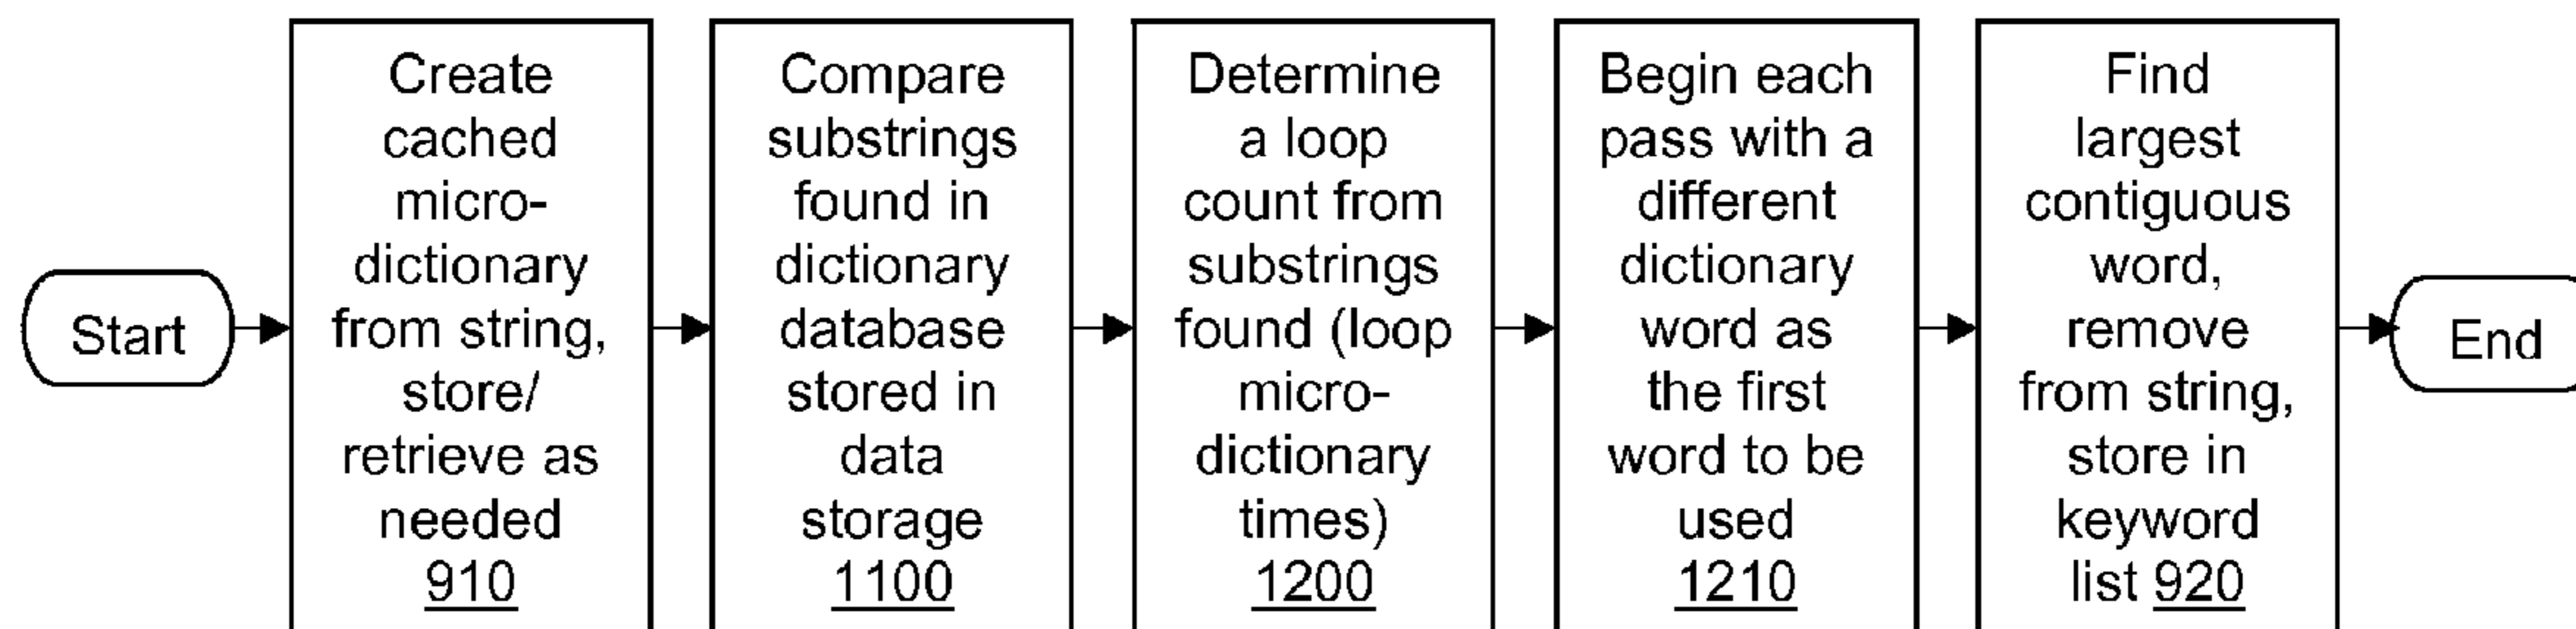 Start
Create
cached
micro-
dictionary
from string,
store/
retrieve as
needed
910
Compare
substrings
found in
dictionary
database
stored in
data
storage
1100
Determine
a loop
count from
substrings
found (loop
micro-
dictionary
times)
1200
Begin each
pass with a
different
dictionary
word as
the first
word to be
used
1210
Find
largest
contiguous
word,
remove
from string,
store in
keyword
list 920
End